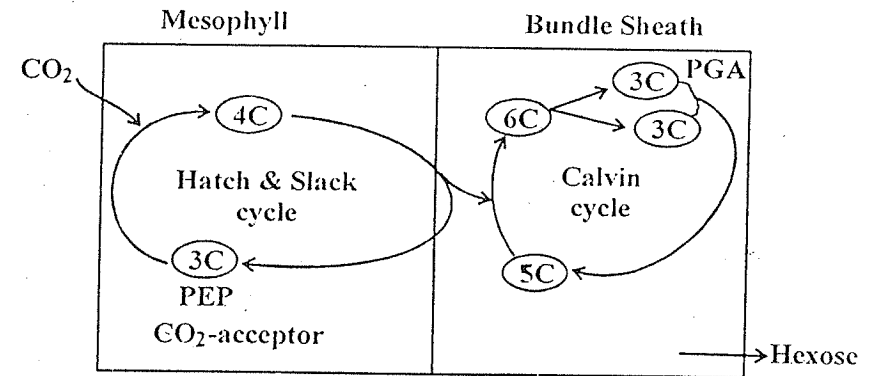 Mesophyll
Bundle Sheath
CO₂
4C
6C
3C
PGA
3C
Hatch & Slack
cycle
Calvin
cycle
3C
PEP
5C
CO₂-acceptor
Hexose